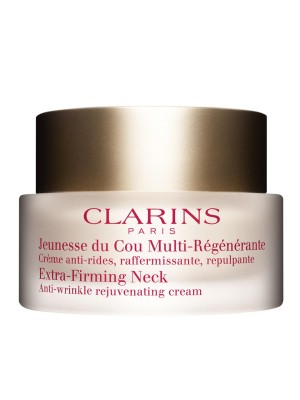 CLARINS
PARIS
Jeunesse du Cou Multi-Régénérante
Crème anti-rides, raffermissante, repulpante
Extra-Firming Neck
Anti-wrinkle rejuvenating cream